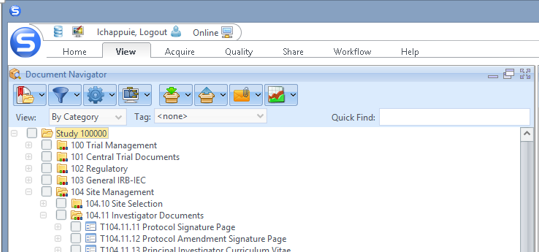 Ichappuie, Logout Online
S
Home View Acquire Quality Share Workflow Help
Document Navigator
View: By Category Tag: <none> Quick Find:
Study 100000
100 Trial Management
101 Central Trial Documents
102 Regulatory
103 General IRB-IEC
104 Site Management
104.10 Site Selection
104.11 Investigator Documents
T104.11.11 Protocol Signature Page
T104.11.12 Protocol Amendment Signature Page
T104.11.13 Principal Investigator Curriculum Vitae